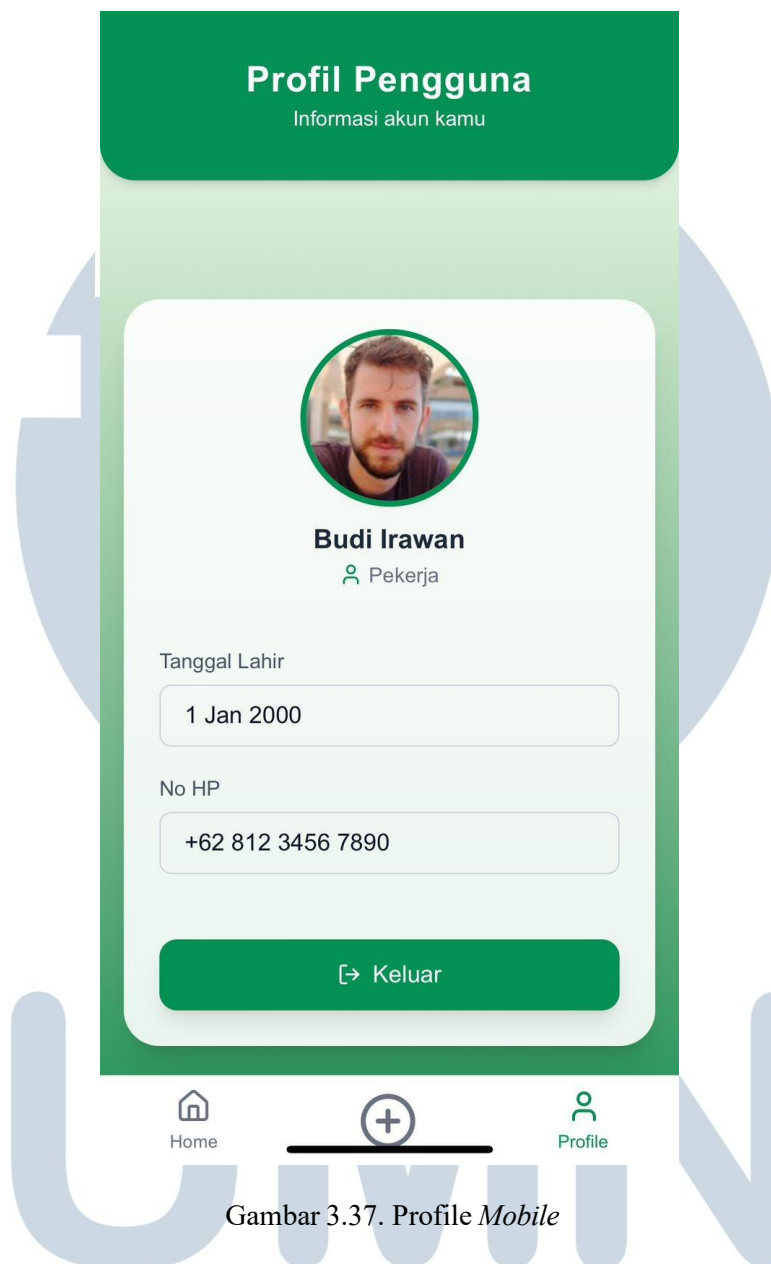 Profil Pengguna
Informasi akun kamu
Budi Irawan
Pekerja
Tanggal Lahir
1 Jan 2000
No HP
+62 812 3456 7890
Keluar
Home
Profile
UMN
Gambar 3.37. Profile Mobile